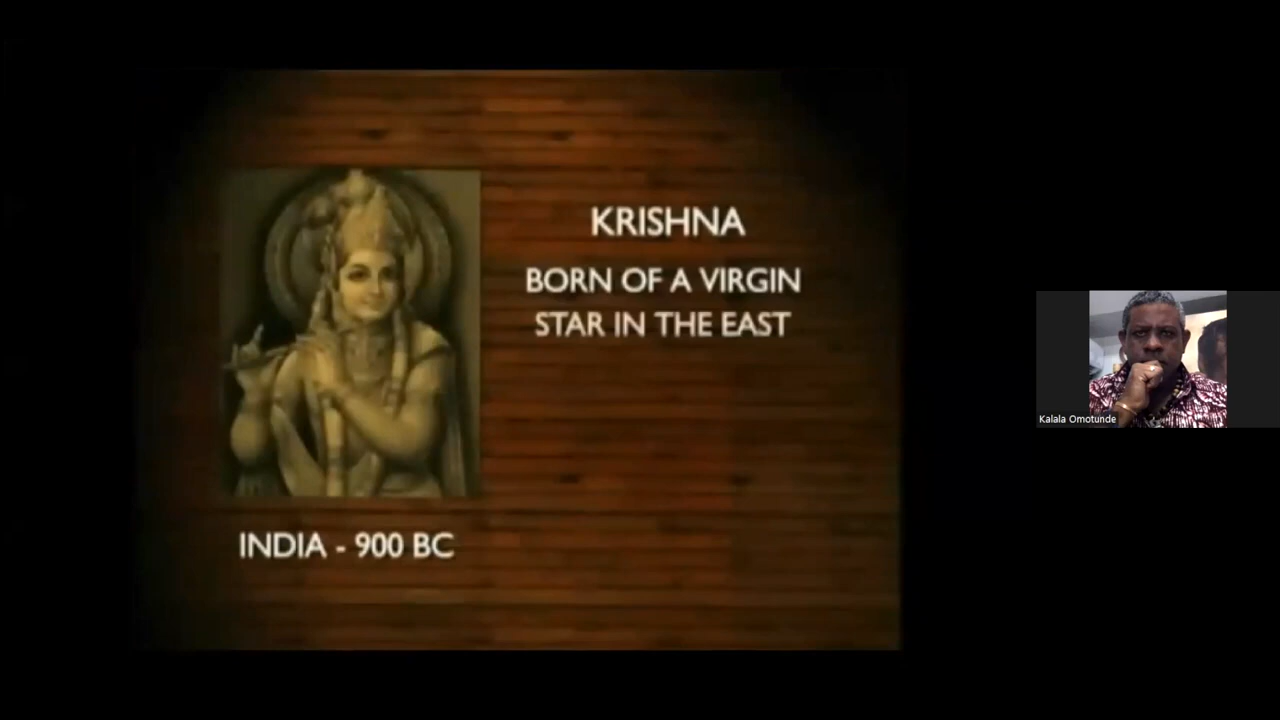 KRISHNA
BORN OF A VIRGIN
STAR IN THE EAST
INDIA - 900 BC
Kalala Omotunde